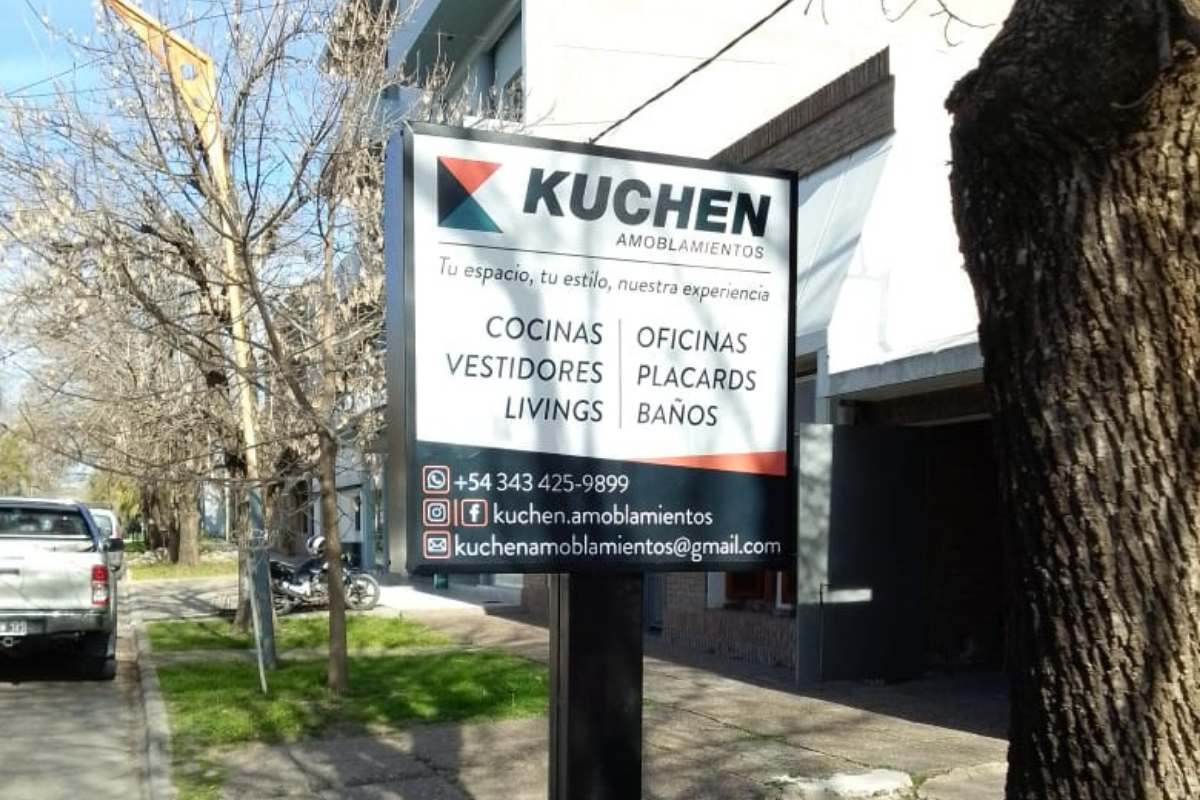 KUCHEN
AMOBLAMIENTOS
Tu espacio, tu estilo, nuestra experiencia
COCINAS
VESTIDORES
LIVINGS
OFICINAS
PLACARDS
BAÑOS
+54 343 425-9899
kuchen.amoblamientos
kuchenamoblamientos@gmail.com